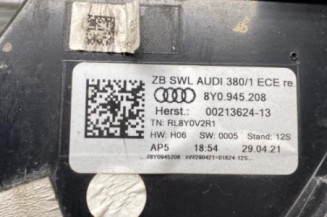 ZB SWL AUDI 380/1 ECE re
8Y0.945.208
Herst.: 00213624-13
TN: RL8Y0V2R1
HW: H06 SW: 0005 Stand: 12S
AP5 18:54 29.04.21